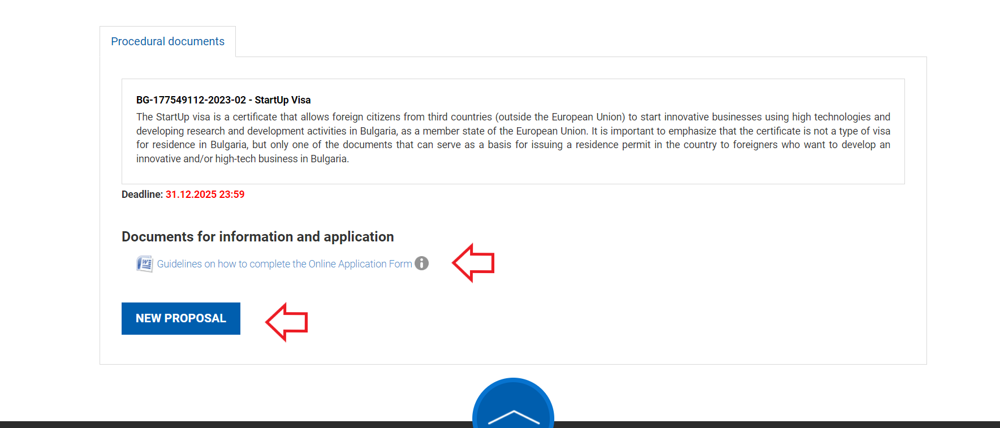 Procedural documents
BG-177549112-2023-02 - StartUp Visa
The StartUp visa is a certificate that allows foreign citizens from third countries (outside the European Union) to start innovative businesses using high technologies and
developing research and development activities in Bulgaria, as a member state of the European Union. It is important to emphasize that the certificate is not a type of visa
for residence in Bulgaria, but only one of the documents that can serve as a basis for issuing a residence permit in the country to foreigners who want to develop an
innovative and/or high-tech business in Bulgaria.
Deadline: 31.12.2025 23:59
Documents for information and application
Guidelines on how to complete the Online Application Form
NEW PROPOSAL